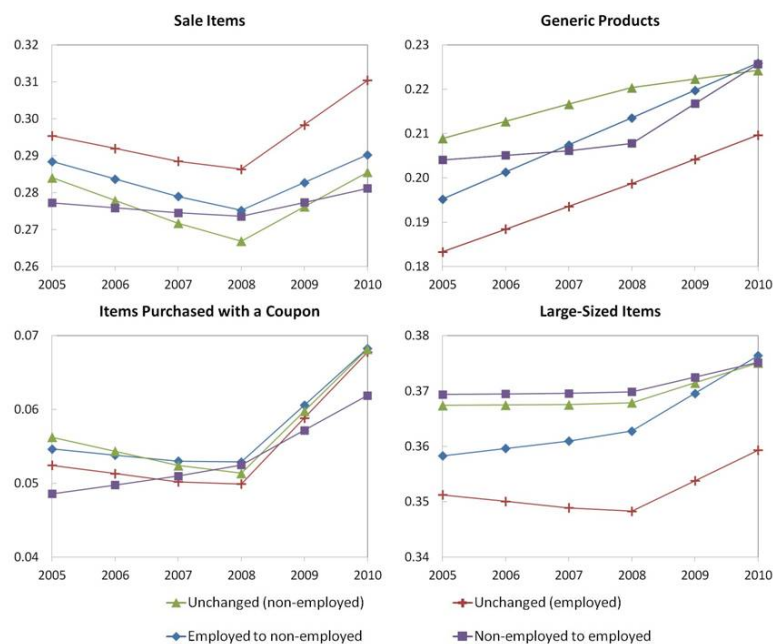 Sale Items
0.32
0.31
0.30
0.29
0.28
0.27
0.26
2005 2006 2007 2008 2009 2010
Generic Products
0.23
0.22
0.21
0.20
0.19
0.18
2005 2006 2007 2008 2009 2010
Items Purchased with a Coupon
0.07
0.06
0.05
0.04
2005 2006 2007 2008 2009 2010
Large-Sized Items
0.38
0.37
0.36
0.35
0.34
2005 2006 2007 2008 2009 2010
Unchanged (non-employed)
Unchanged (employed)
Employed to non-employed
Non-employed to employed